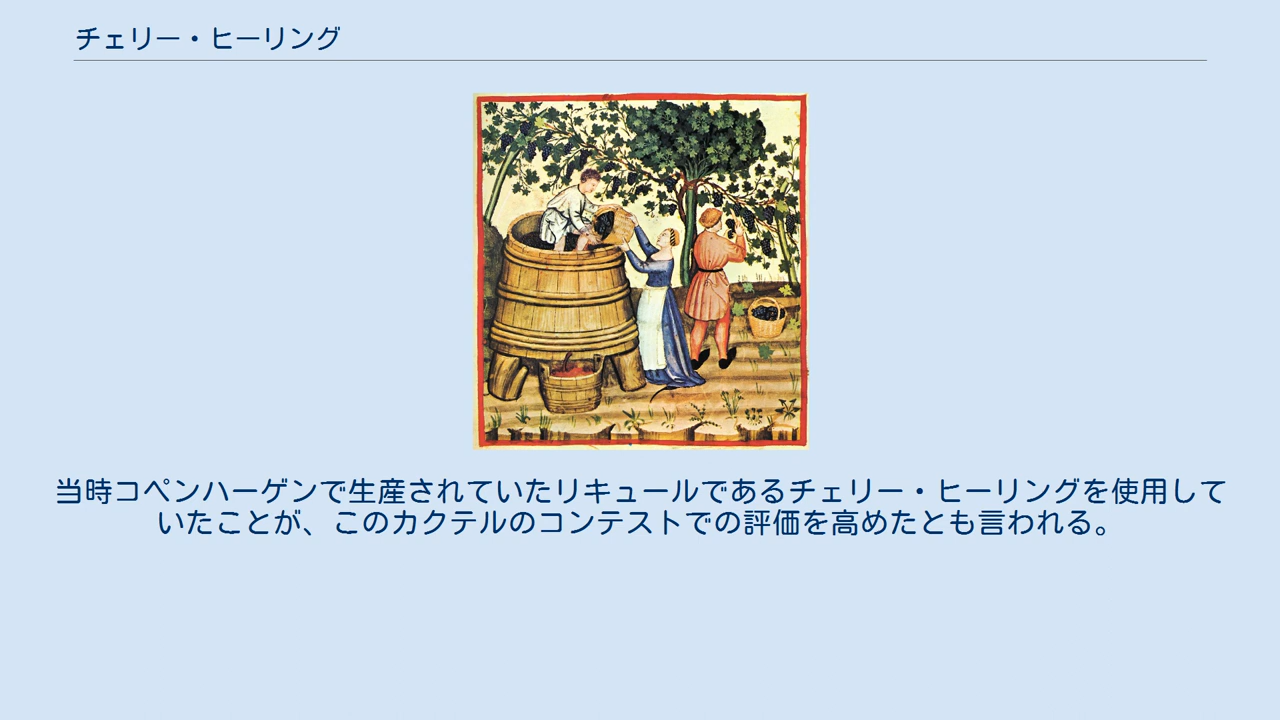 チェリー・ヒーリング
当時コペンハーゲンで生産されていたリキュールであるチェリー・ヒーリングを使用して
いたことが、このカクテルのコンテストでの評価を高めたとも言われる。